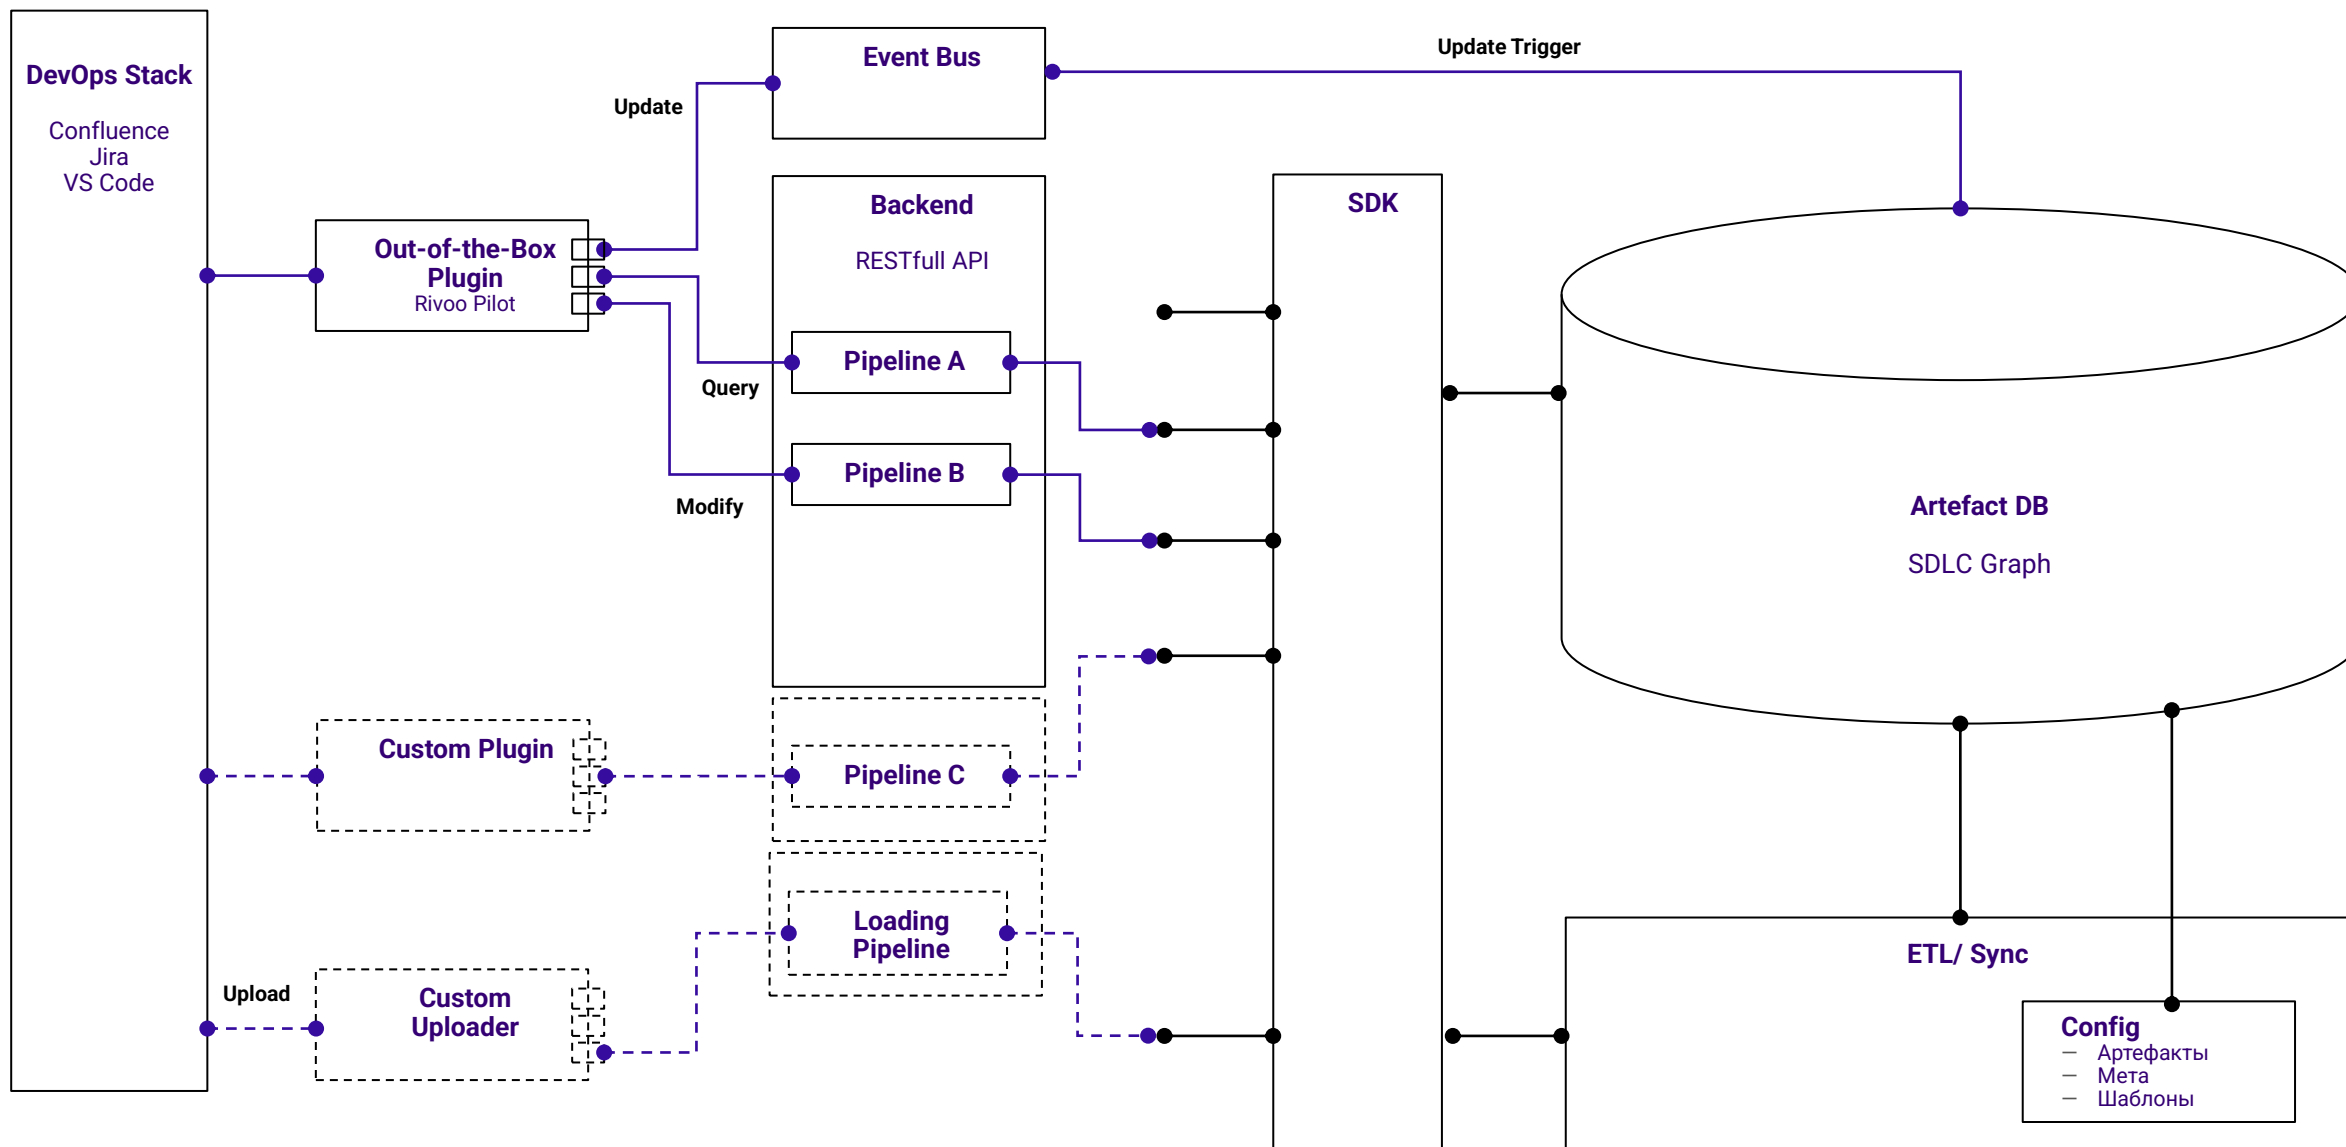 DevOps Stack
Confluence
Jira
VS Code
Out-of-the-Box
Plugin
Rivoo Pilot
Update
Query
Modify
Event Bus
Update Trigger
Backend
RESTfull API
Pipeline A
Pipeline B
SDK
Artefact DB
SDLC Graph
Custom Plugin
Pipeline C
Upload
Custom
Uploader
Loading
Pipeline
ETL/ Sync
Config
– Артефакты
– Мета
– Шаблоны